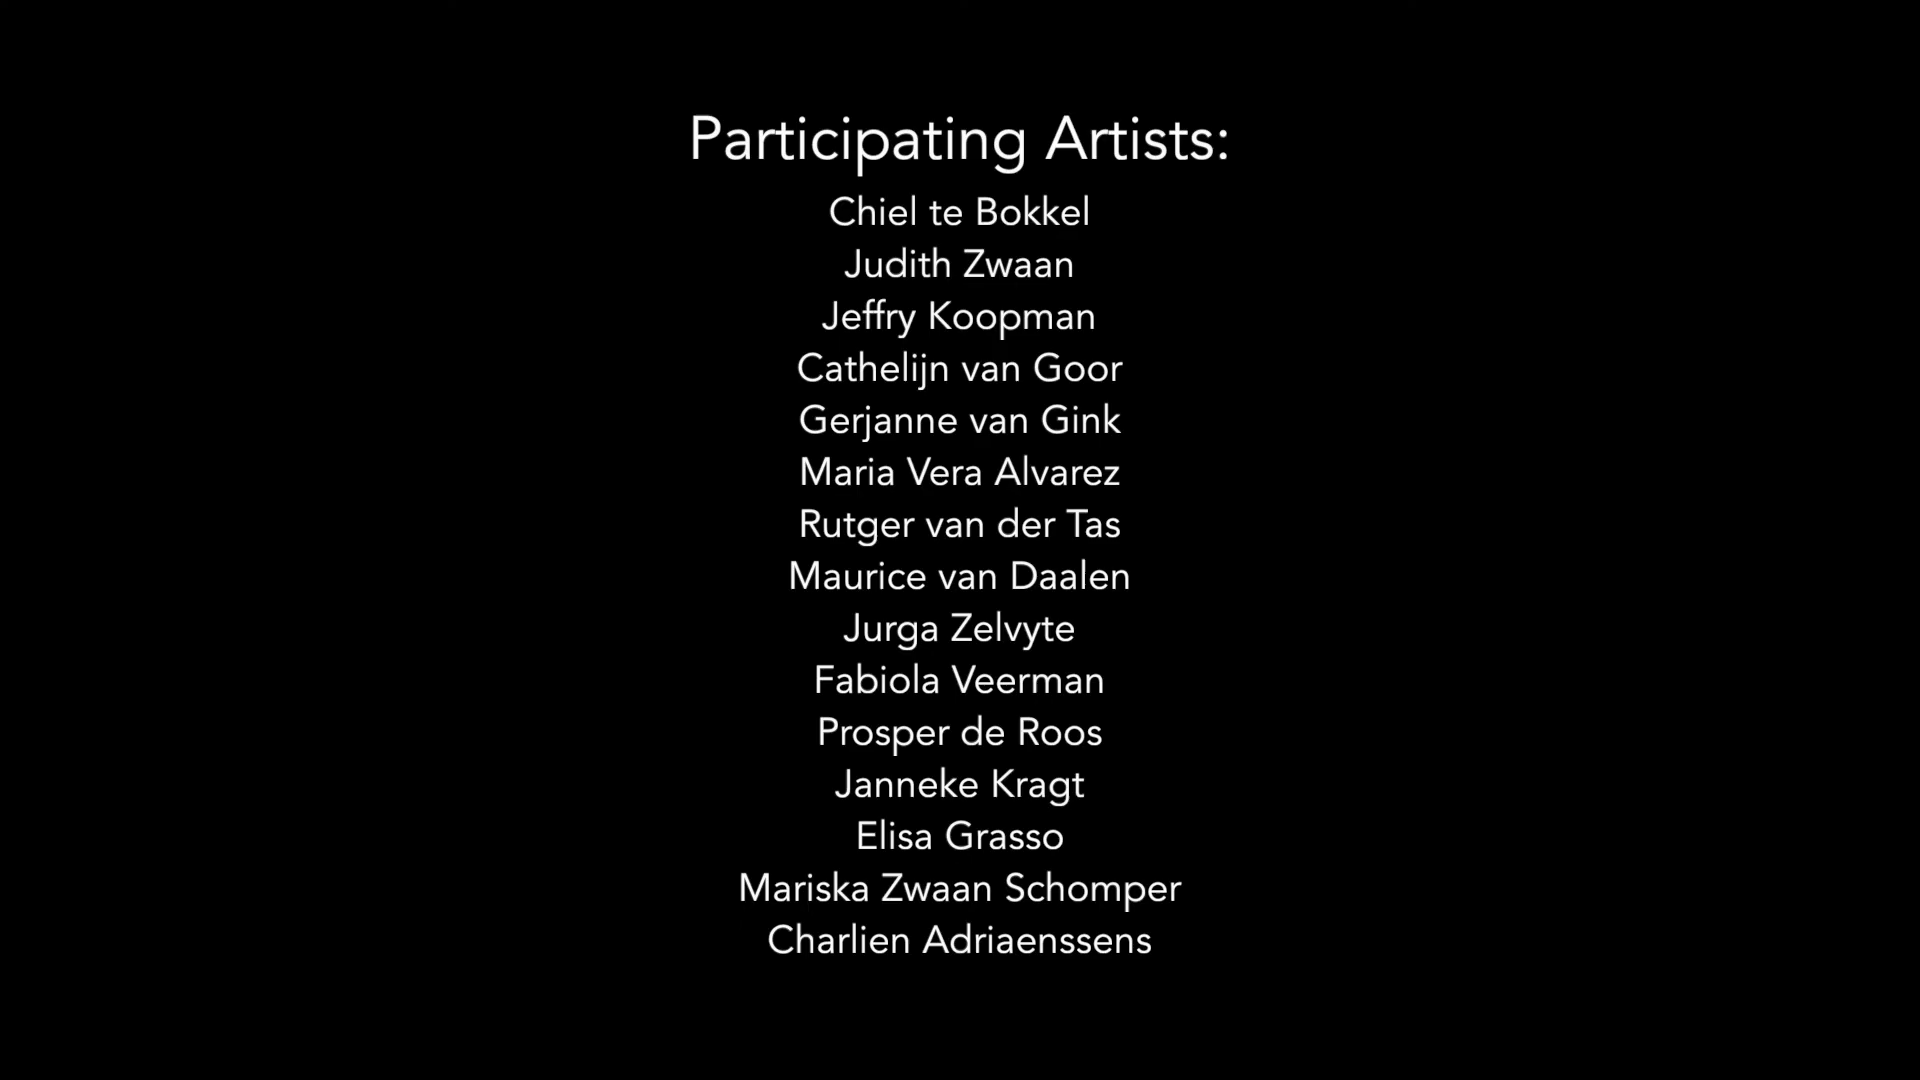 Participating Artists:
Chiel te Bokkel
Judith Zwaan
Jeffry Koopman
Cathelijn van Goor
Gerjanne van Gink
Maria Vera Alvarez
Rutger van der Tas
Maurice van Daalen
Jurga Zelvyte
Fabiola Veerman
Prosper de Roos
Janneke Kragt
Elisa Grasso
Mariska Zwaan Schomper
Charlien Adriaenssens